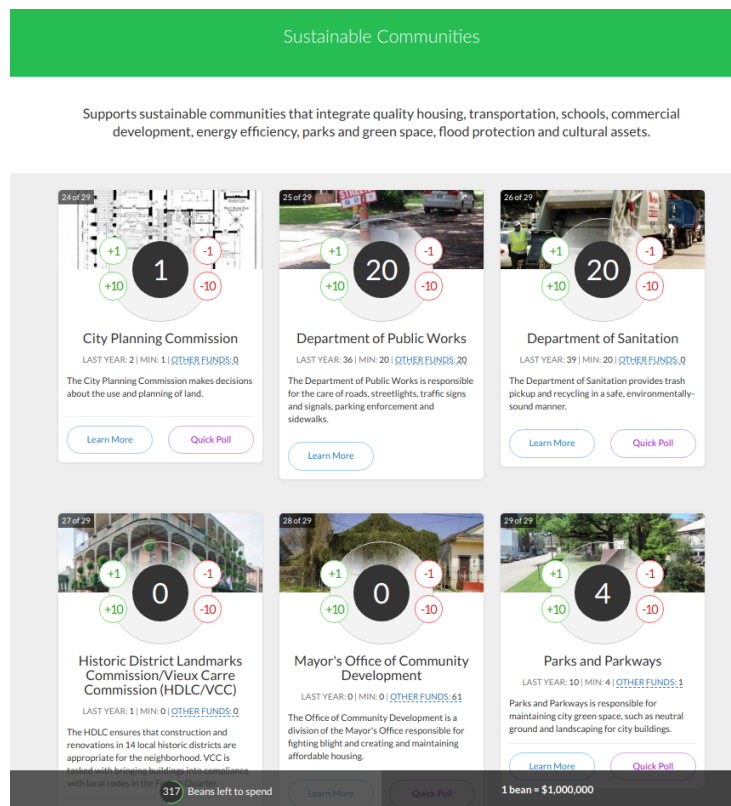 Sustainable Communities
Supports sustainable communities that integrate quality housing, transportation, schools, commercial
development, energy efficiency, parks and green space, flood protection and cultural assets.
24 of 29
+1
-1
1
+10
-10
City Planning Commission
LAST YEAR: 2 | MIN: 1 | OTHER FUNDS: 0
The City Planning Commission makes decisions
about the use and planning of land.
Learn More
Quick Poll
25 of 29
+1
-1
20
+10
-10
Department of Public Works
LAST YEAR: 36 | MIN: 20 | OTHER FUNDS: 20
The Department of Public Works is responsible
for the care of roads, streetlights, traffic signs
and signals, parking enforcement and
sidewalks.
Learn More
26 of 29
+1
-1
20
+10
-10
Department of Sanitation
LAST YEAR: 39 | MIN: 20 | OTHER FUNDS: 0
The Department of Sanitation provides trash
pickup and recycling in a safe, environmentally-
sound manner.
Learn More
Quick Poll
27 of 29
+1
-1
0
+10
-10
Historic District Landmarks
Commission/Vieux Carre
Commission (HDLC/VCC)
LAST YEAR: 1 | MIN: 0 | OTHER FUNDS: 0
The HDLC ensures that construction and
renovations in 14 local historic districts are
appropriate for the neighborhood. VCC is
tasked with bringing buildings into compliance
with local codes in the Quarter.
28 of 29
+1
-1
0
+10
-10
Mayor's Office of Community
Development
LAST YEAR: 0 | MIN: 0 | OTHER FUNDS: 61
The Office of Community Development is a
division of the Mayor's Office responsible for
fighting blight and creating and maintaining
affordable housing.
Learn More
Quick Poll
29 of 29
+1
-1
4
+10
-10
Parks and Parkways
LAST YEAR: 10 | MIN: 4 | OTHER FUNDS: 1
Parks and Parkways is responsible for
maintaining city green space, such as neutral
ground and landscaping for city buildings.
Learn More
Quick Poll
317 Beans left to spend
1 bean = $1,000,000